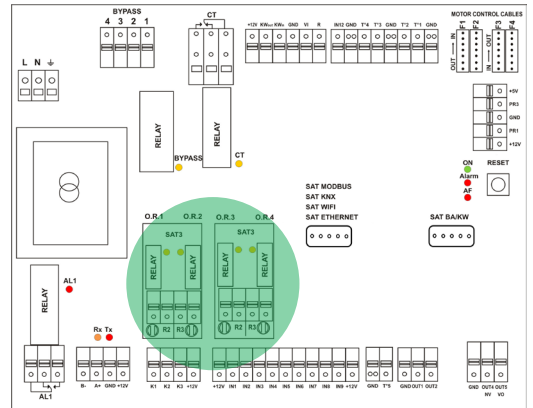 BYPASS
4 3 2 1
CT
+12V KWout KWin GND VI R
IN12 GND T°4 T°3 GND T°2 T°1 GND
MOTOR CONTROL CABLES
F1 F2 F3 F4
OUT IN IN OUT
L N
+5V
PR3
GND
PR1
+12V
RELAY
RELAY
BYPASS
CT
ON
Alarm
AF
RESET
SAT MODBUS
SAT KNX
SAT WIFI
SAT ETHERNET
SAT BA/KW
O.R.1 O.R.2 O.R.3 O.R.4
SAT3 SAT3
RELAY RELAY RELAY RELAY
R2 R3 R2 R3
RELAY
AL1
Rx Tx
AL1
B- A+ GND +12V
K1 K2 K3 +12V
+12V IN1 IN2 IN3 IN4 IN5 IN6 IN7 IN8 IN9 +12V
GND T°5
GND OUT1 OUT2
GND OUT4 OUT5
NV VO